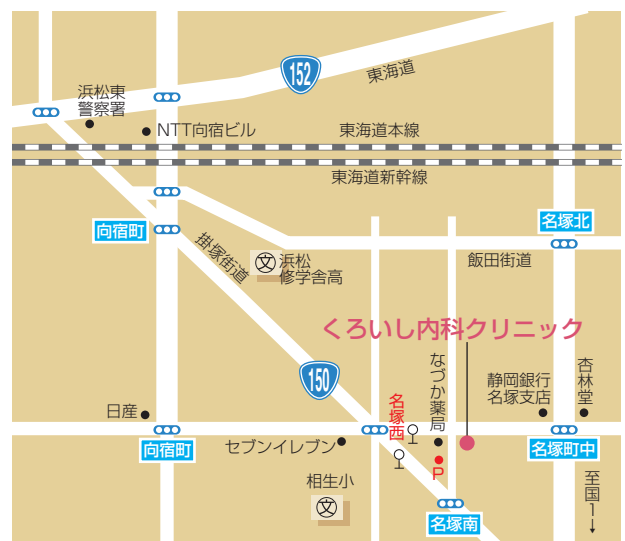 152
東海道
浜松東
警察署
NTT向宿ビル
東海道本線
東海道新幹線
向宿町
名塚北
掛塚街道
文
浜松
修学舎高
飯田街道
くろいし内科クリニック
150
なづか薬局
静岡銀行
名塚支店
杏林堂
名塚西
日産
向宿町
セブンイレブン
名塚町中
P
相生小
文
名塚南
至国1→